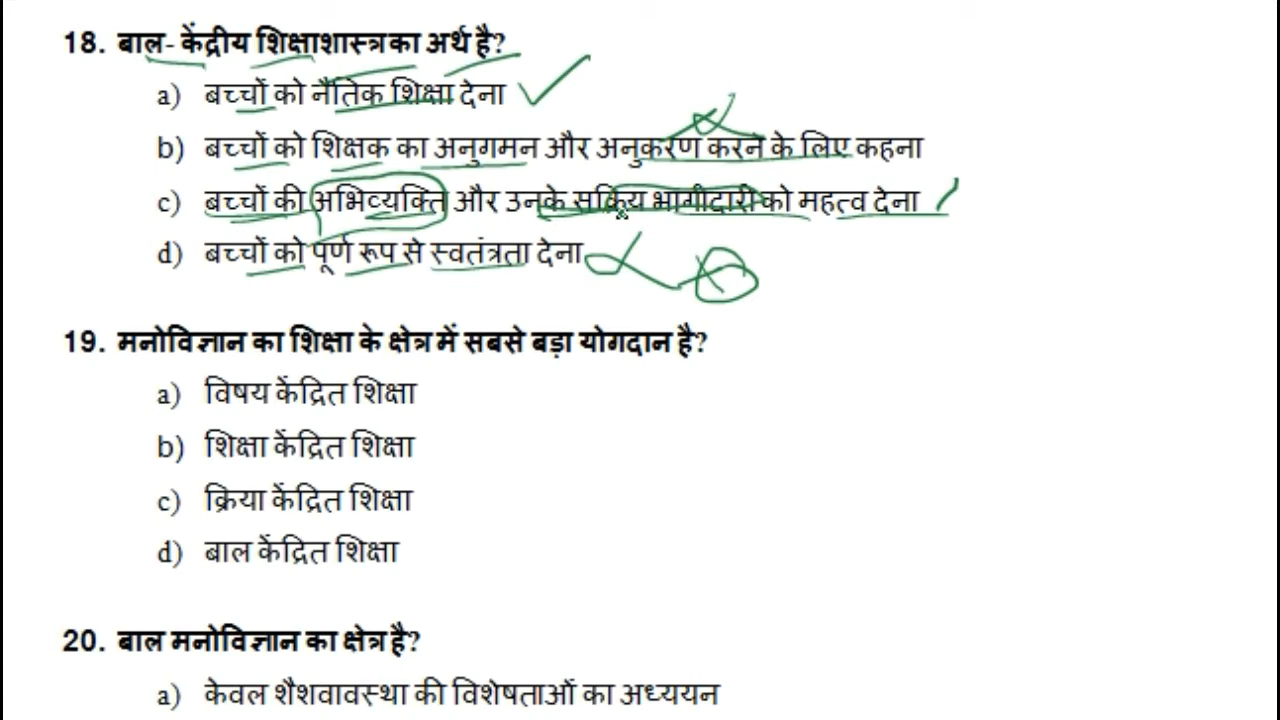 18. बाल- केंद्रीय शिक्षाशास्त्र का अर्थ है?
a) बच्चों को नैतिक शिक्षा देना
b) बच्चों को शिक्षक का अनुगमन और अनुकरण करने के लिए कहना
c) बच्चों की अभिव्यक्ति और उनके सक्रिय भागीदारी को महत्व देना
d) बच्चों को पूर्ण रूप से स्वतंत्रता देना
19. मनोविज्ञान का शिक्षा के क्षेत्र में सबसे बड़ा योगदान है?
a) विषय केंद्रित शिक्षा
b) शिक्षा केंद्रित शिक्षा
c) क्रिया केंद्रित शिक्षा
d) बाल केंद्रित शिक्षा
20. बाल मनोविज्ञान का क्षेत्र है?
a) केवल शैशवावस्था की विशेषताओं का अध्ययन